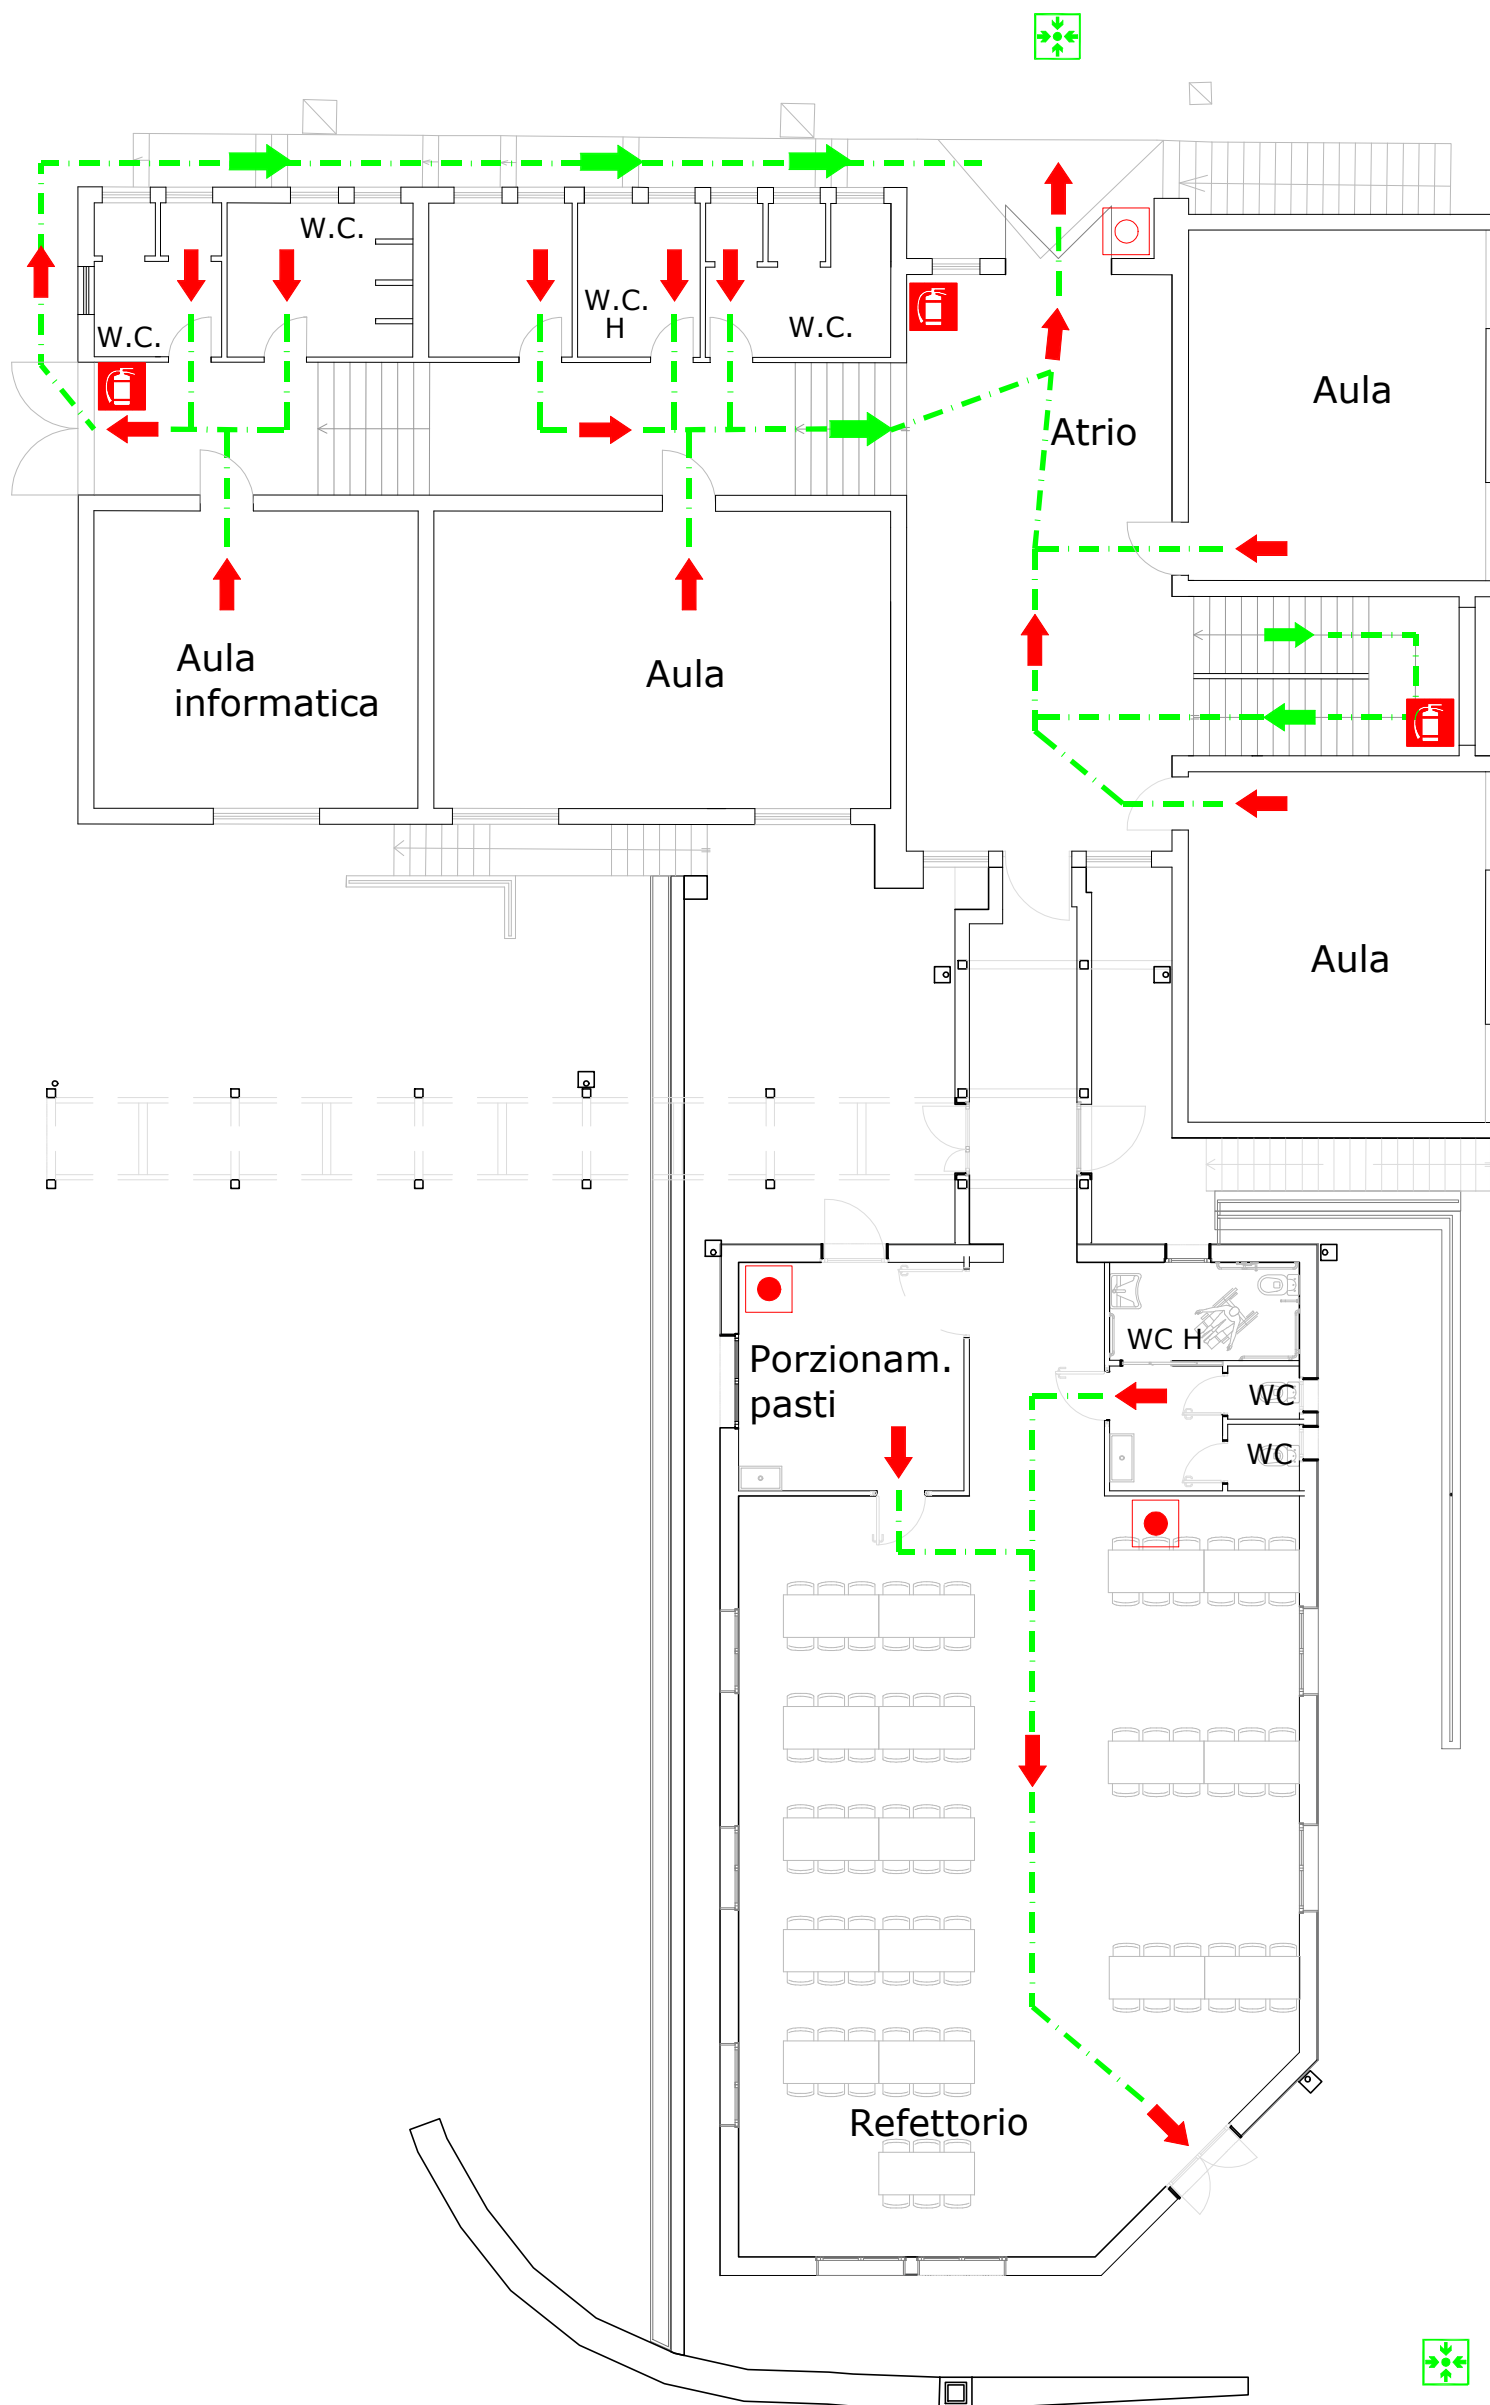 W.C.
W.C.
H
W.C.
W.C.
Aula
Atrio
Aula
informatica
Aula
Aula
WC H
Porzionam.
pasti
WC
WC
Refettorio